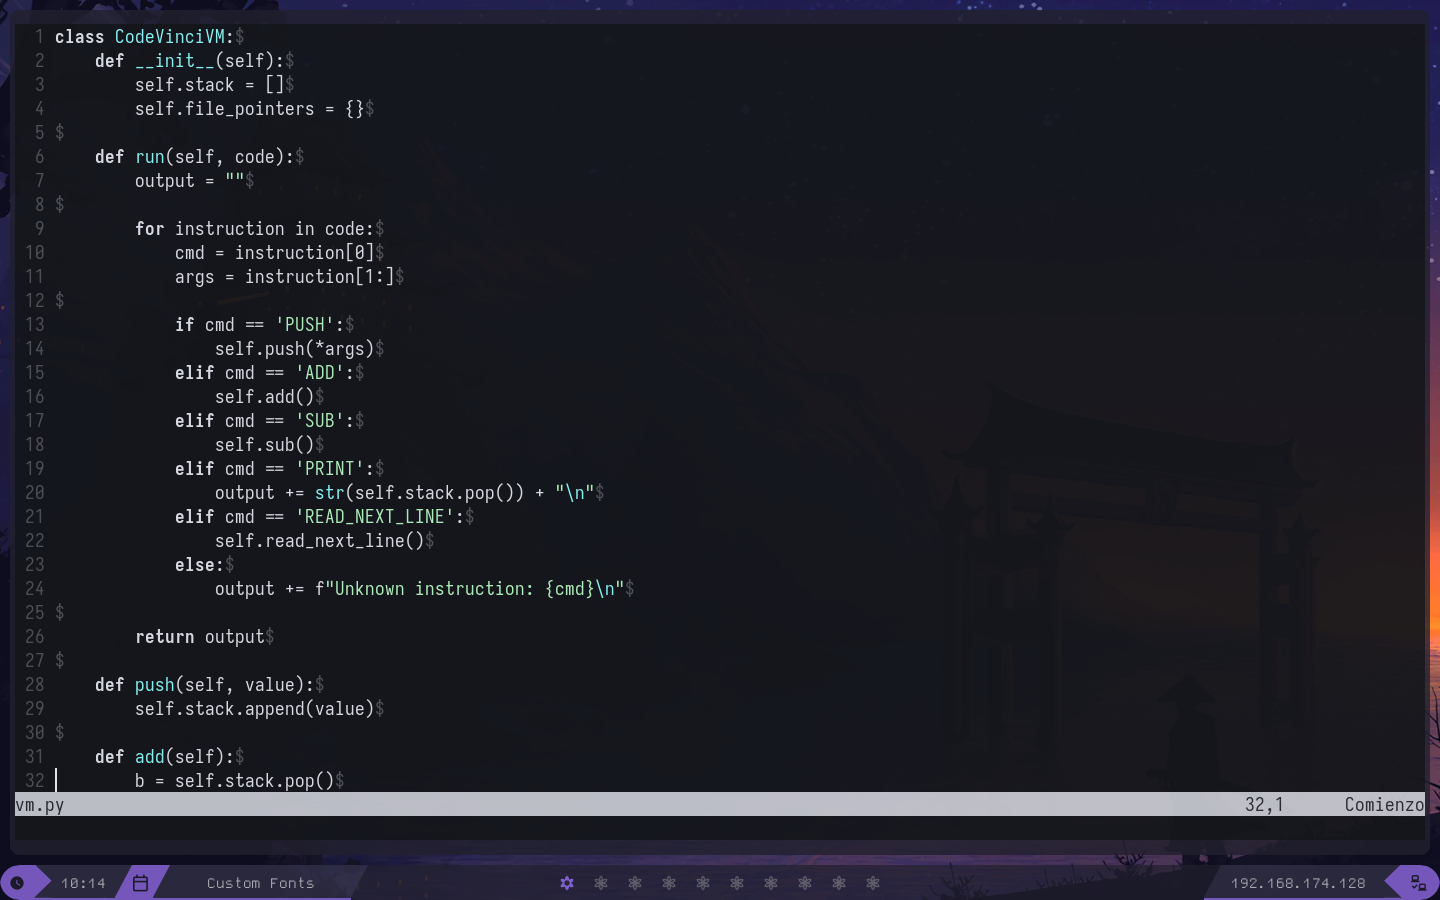 1 class CodeVinciVM:$
2     def __init__(self):$
3         self.stack = []$
4         self.file_pointers = {}$
5 $
6     def run(self, code):$
7         output = ""$
8 $
9         for instruction in code:$
10             cmd = instruction[0]$
11             args = instruction[1:]$
12 $
13             if cmd == 'PUSH':$
14                 self.push(*args)$
15             elif cmd == 'ADD':$
16                 self.add()$
17             elif cmd == 'SUB':$
18                 self.sub()$
19             elif cmd == 'PRINT':$
20                 output += str(self.stack.pop()) + "\n"$
21             elif cmd == 'READ_NEXT_LINE':$
22                 self.read_next_line()$
23             else:$
24                 output += f"Unknown instruction: {cmd}\n"$
25 $
26         return output$
27 $
28     def push(self, value):$
29         self.stack.append(value)$
30 $
31     def add(self):$
32         b = self.stack.pop()$
vm.py 32,1 Comienzo
10:14 Custom Fonts 192.168.174.128